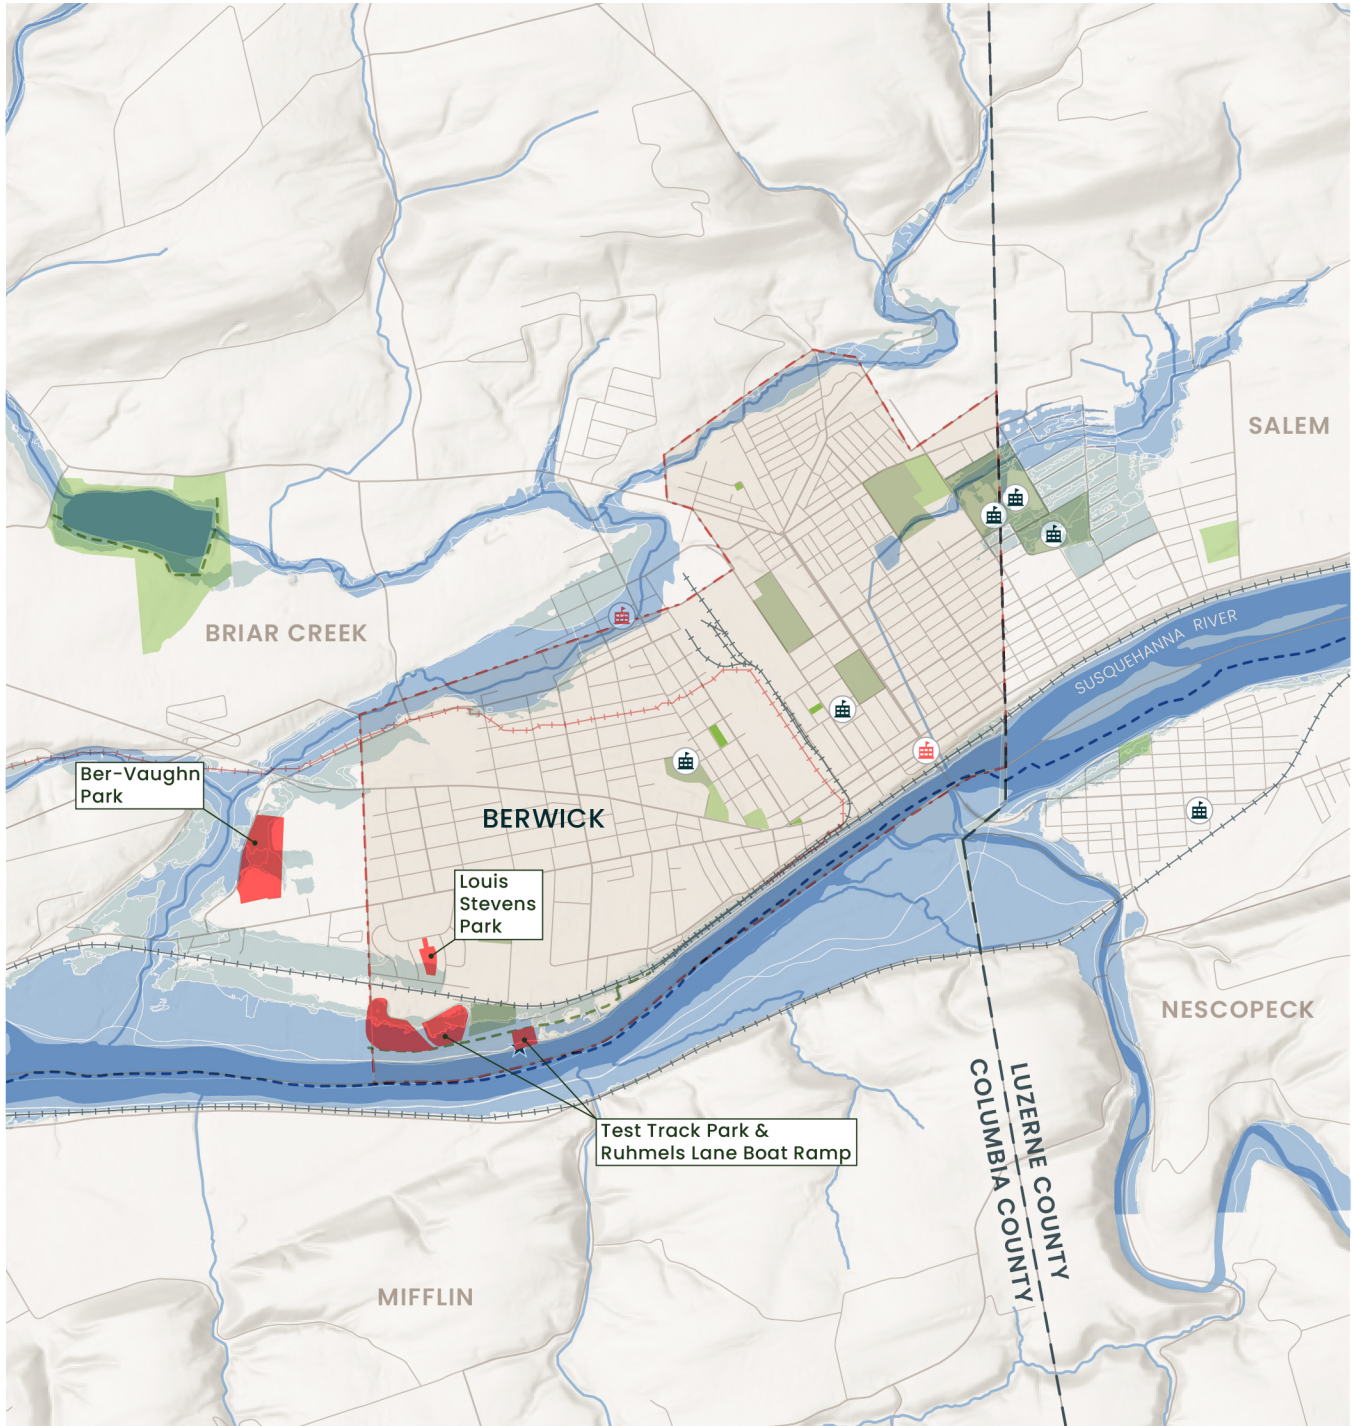 SALEM
SUSQUEHANNA RIVER
BRIAR CREEK
Ber-Vaughn
Park
BERWICK
Louis
Stevens
Park
NESCOPECK
LUZERNE COUNTY
COLUMBIA COUNTY
Test Track Park &
Ruhmels Lane Boat Ramp
MIFFLIN